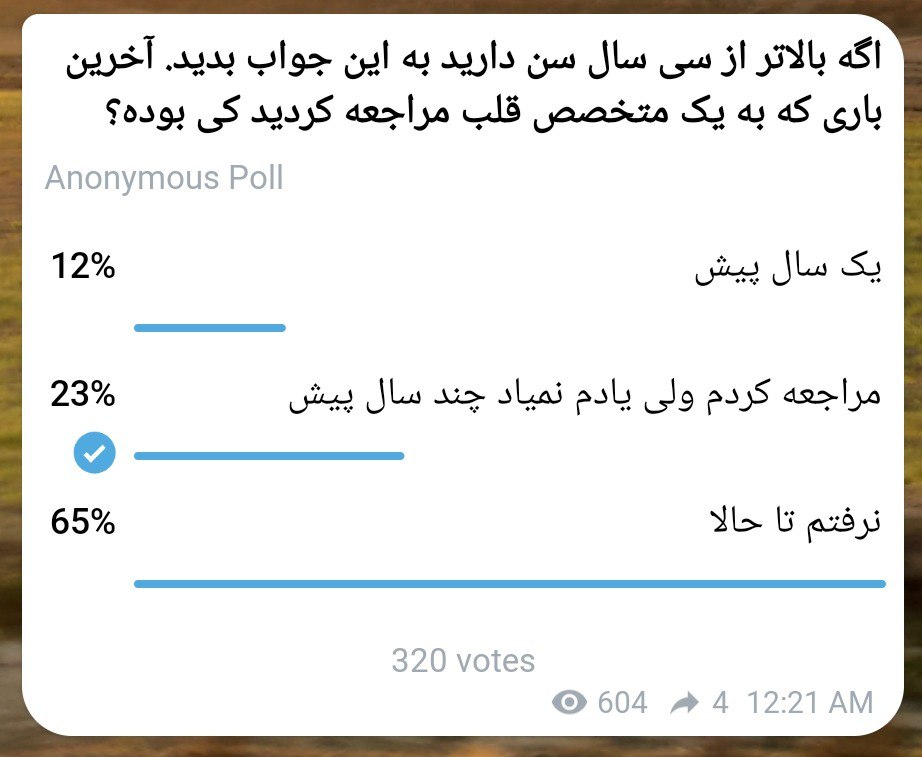 اگه بالاتر از سی سال سن دارید به این جواب بدید. آخرین
باری که به یک متخصص قلب مراجعه کردید کی بوده؟
Anonymous Poll
12% یک سال پیش
23% مراجعه کردم ولی یادم نمیاد چند سال پیش
65% نرفتم تا حالا
320 votes
604 4 12:21 AM